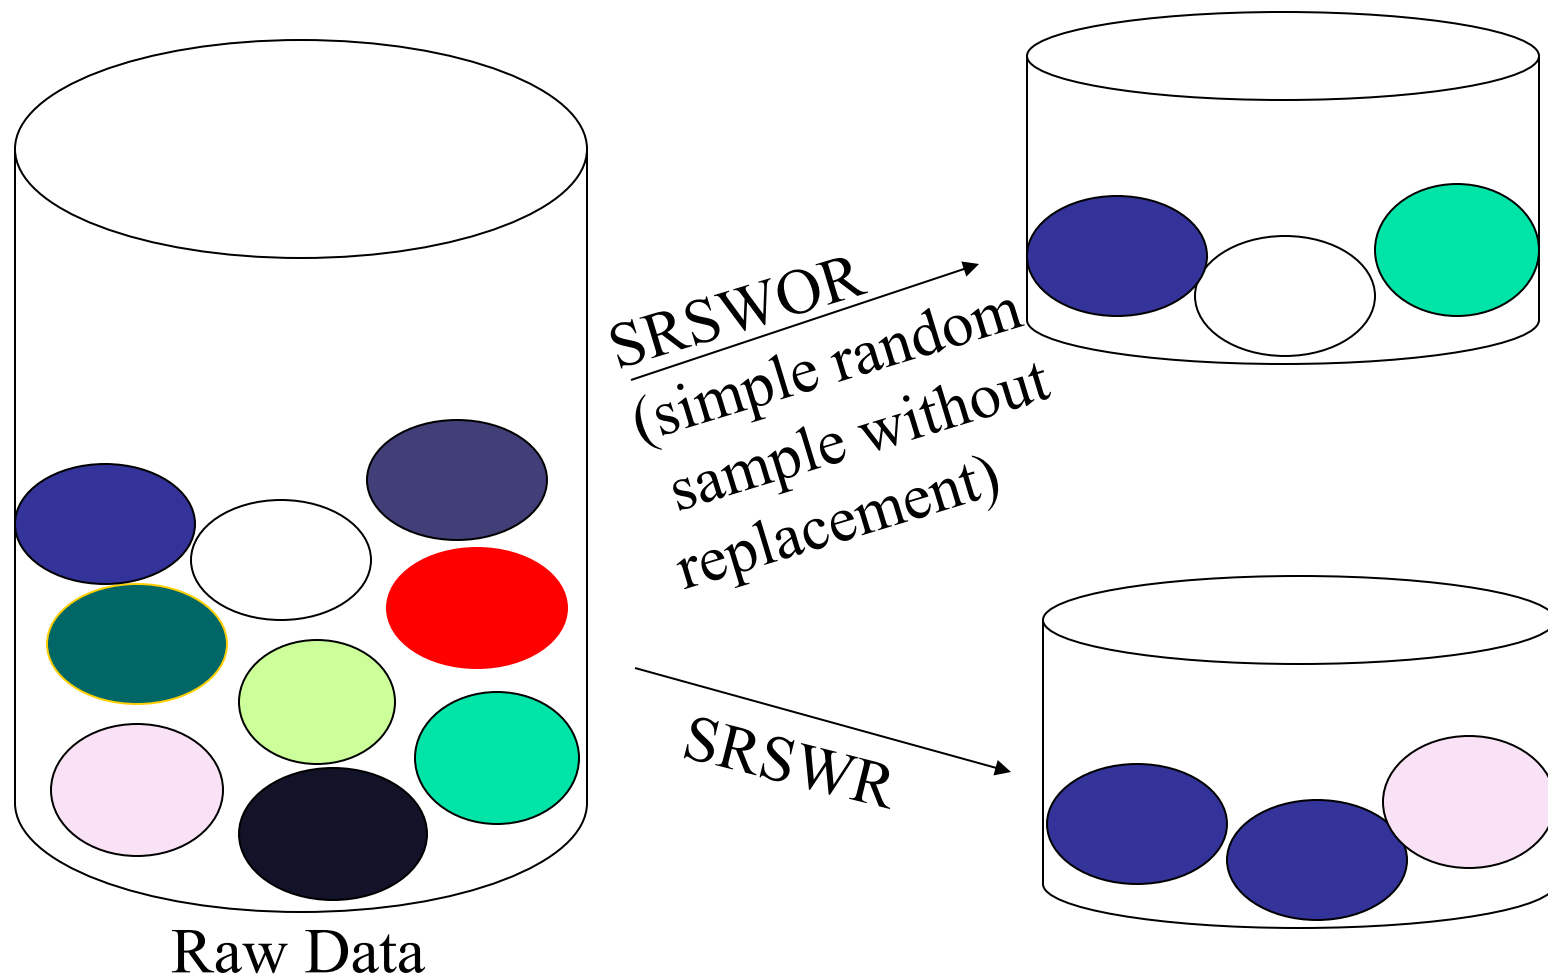 SRSWOR
(simple random
sample without
replacement)
SRSWR
Raw Data